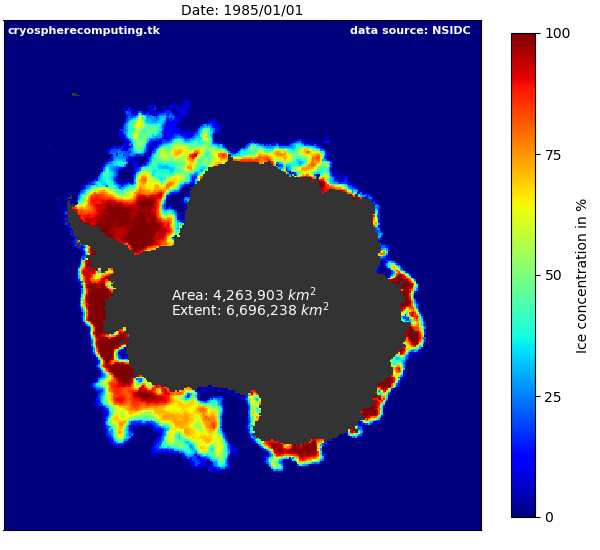 Date: 1985/01/01
cryospherecomputing.tk data source: NSIDC
Area: 4,263,903 km²
Extent: 6,696,238 km²
100
75
50
25
0
Ice concentration in %